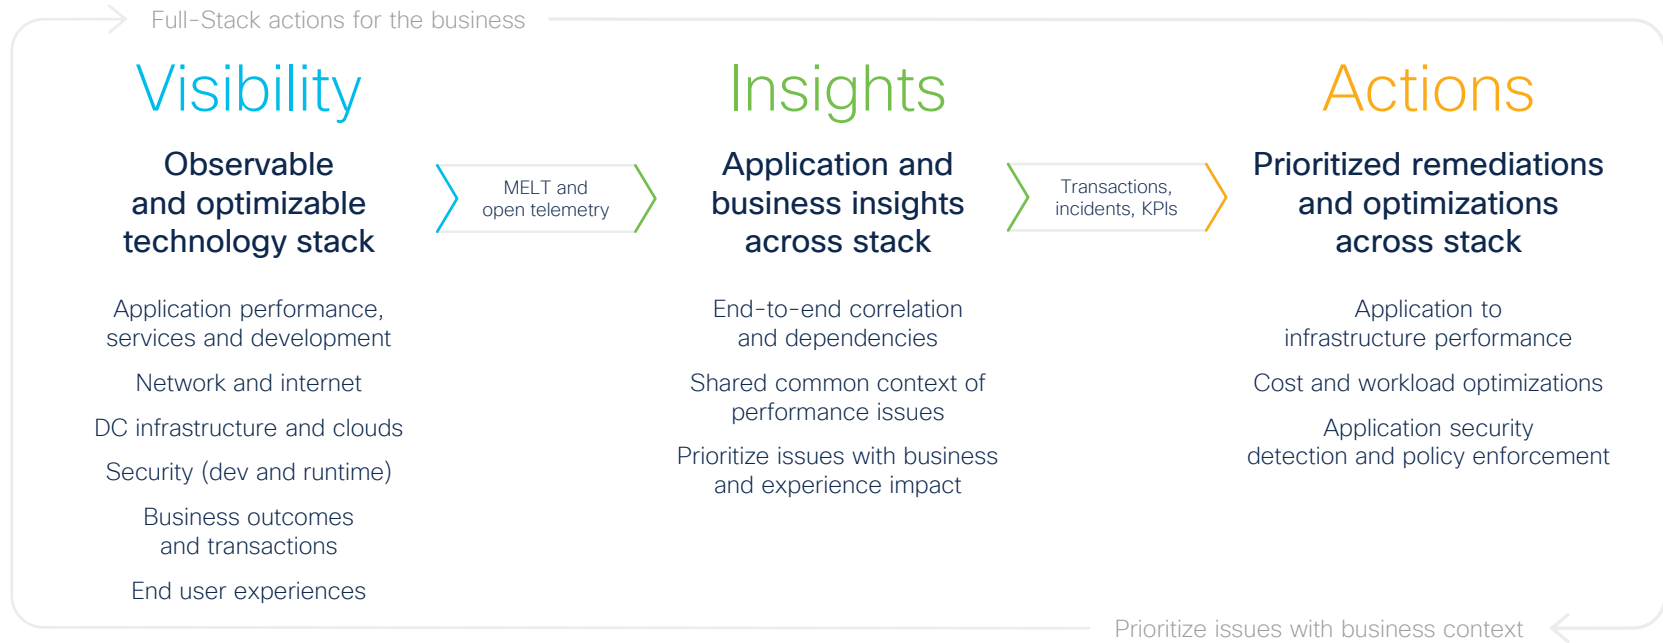 Full-Stack actions for the business
Visibility
Observable
and optimizable
technology stack
Application performance,
services and development
Network and internet
DC infrastructure and clouds
Security (dev and runtime)
Business outcomes
and transactions
End user experiences
MELT and
open telemetry
Insights
Application and
business insights
across stack
End-to-end correlation
and dependencies
Shared common context of
performance issues
Prioritize issues with business
and experience impact
Transactions,
incidents, KPIs
Actions
Prioritized remediations
and optimizations
across stack
Application to
infrastructure performance
Cost and workload optimizations
Application security
detection and policy enforcement
Prioritize issues with business context